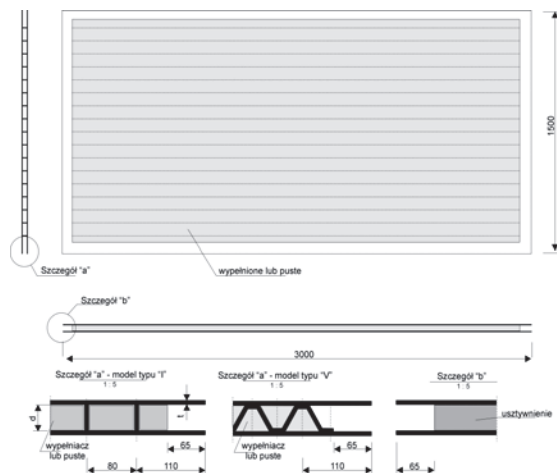 1500
Szczegół "a"
wypełnione lub puste
Szczegół "b"
3000
Szczegół "a" - model typu "I"
1 : 5
Szczegół "a" - model typu "V"
1 : 5
Szczegół "b"
1 : 5
d
t
usztywnienie
wypełniacz
lub puste
wypełniacz
lub puste
65
65
65
80
110
110